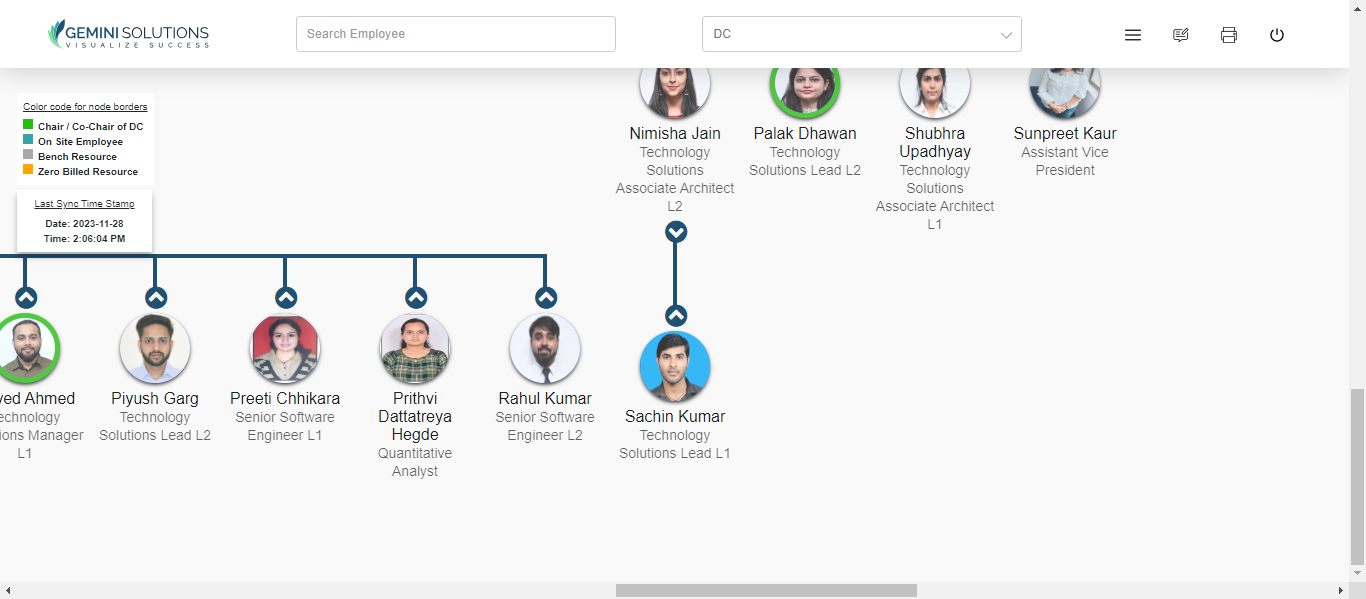 GEMINI SOLUTIONS
VISUALIZE SUCCESS
Search Employee
DC
Color code for node borders
Chair / Co-Chair of DC
On Site Employee
Bench Resource
Zero Billed Resource
Last Sync Time Stamp
Date: 2023-11-28
Time: 2:06:04 PM
Nimisha Jain
Technology
Solutions
Associate Architect
L2
Palak Dhawan
Technology
Solutions Lead L2
Shubhra
Upadhyay
Technology
Solutions
Associate Architect
L1
Sunpreet Kaur
Assistant Vice
President
Ahmed
Manager
L1
Piyush Garg
Technology
Solutions Lead L2
Preeti Chhikara
Senior Software
Engineer L1
Prithvi
Dattatreya
Hegde
Quantitative
Analyst
Rahul Kumar
Senior Software
Engineer L2
Sachin Kumar
Technology
Solutions Lead L1